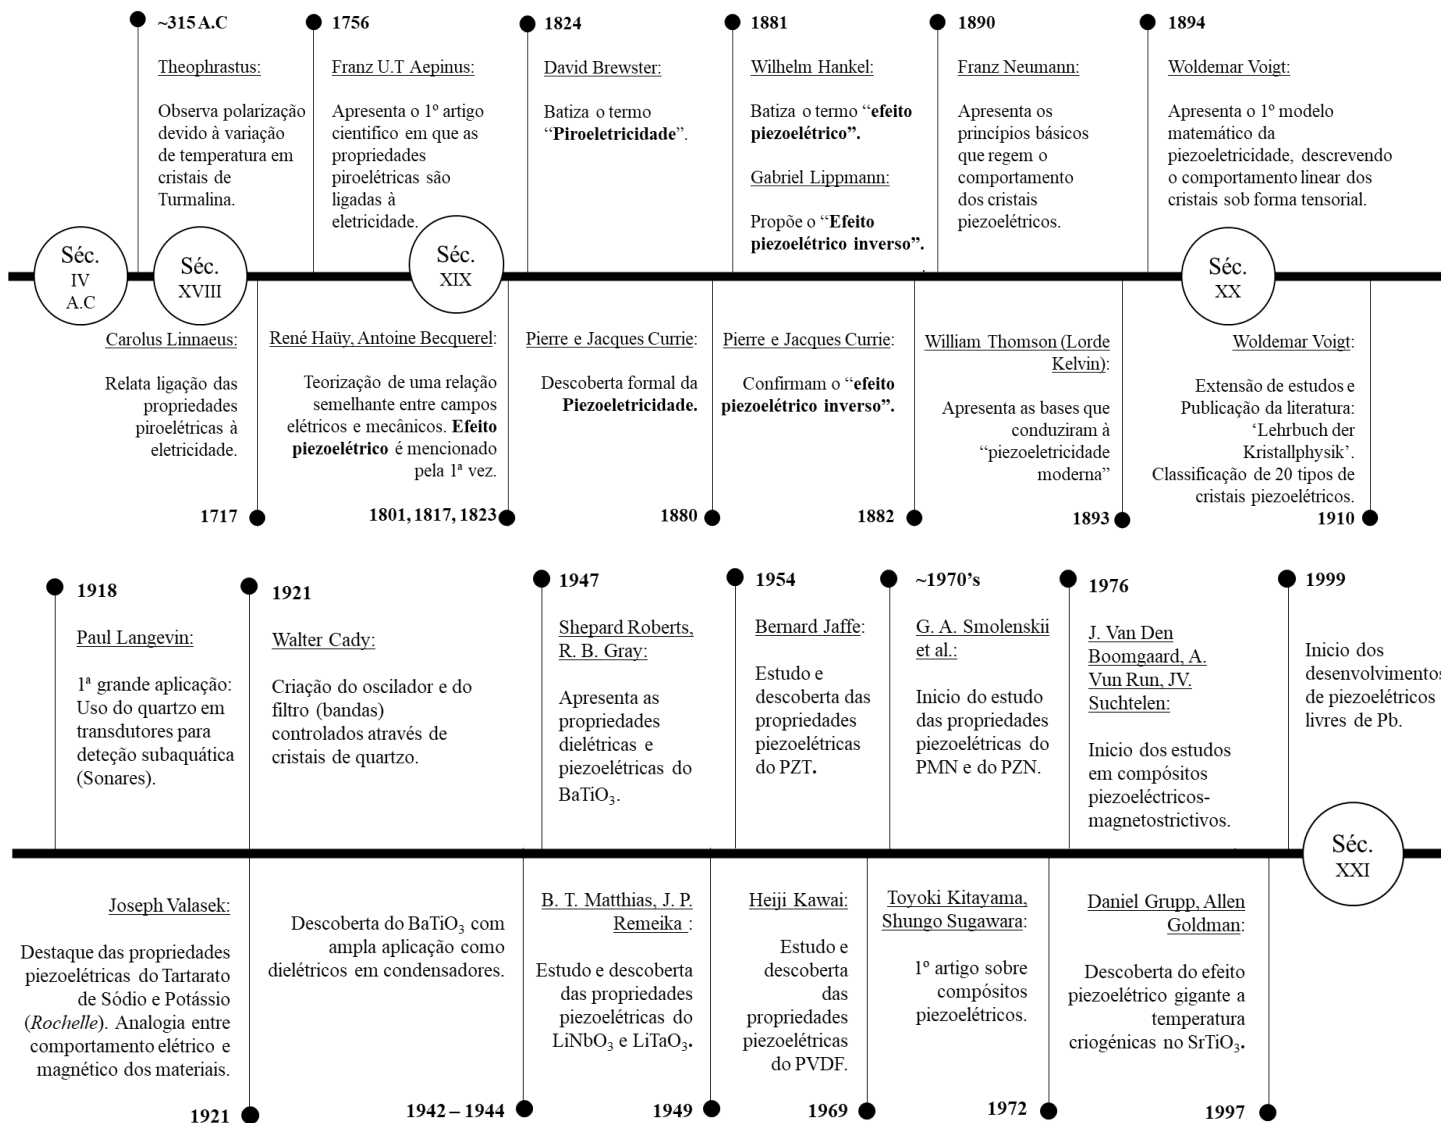 ~315 A.C
Theophrastus:
Observa polarização
devido à variação
de temperatura em
cristais de
Turmalina.
1756
Franz U.T Aepinus:
Apresenta o 1º artigo
científico em que as
propriedades
piroelétricas são
ligadas à
eletricidade.
1824
David Brewster:
Batiza o termo
“Piroeletricidade”.
1881
Wilhelm Hankel:
Batiza o termo “efeito
piezoelétrico”.
Gabriel Lippmann:
Propõe o “Efeito
piezoelétrico inverso”.
1890
Franz Neumann:
Apresenta os
princípios básicos
que regem o
comportamento
dos cristais
piezoelétricos.
1894
Woldemar Voigt:
Apresenta o 1º modelo
matemático da
piezoeletricidade, descrevendo
o comportamento linear dos
cristais sob forma tensorial.
Séc.
IV
A.C
Séc.
XVIII
Séc.
XIX
Séc.
XX
Carolus Linnaeus:
Relata ligação das
propriedades
piroelétricas à
eletricidade.
1717
René Haüy, Antoine Becquerel:
Teorização de uma relação
semelhante entre campos
elétricos e mecânicos. Efeito
piezoelétrico é mencionado
pela 1ª vez.
1801, 1817, 1823
Pierre e Jacques Currie:
Descoberta formal da
Piezoeletricidade.
1880
Pierre e Jacques Currie:
Confirmam o “efeito
piezoelétrico inverso”.
1882
William Thomson (Lorde
Kelvin):
Apresenta as bases que
conduziram à
“piezoeletricidade
moderna”
1893
Woldemar Voigt:
Extensão de estudos e
Publicação da literatura:
‘Lehrbuch der
Kristallphysik’.
Classificação de 20 tipos de
cristais piezoelétricos.
1910
1918
Paul Langevin:
1ª grande aplicação:
Uso do quartzo em
transdutores para
deteção subaquática
(Sonares).
1921
Walter Cady:
Criação do oscilador e do
filtro (bandas)
controlados através de
cristais de quartzo.
1947
Shepard Roberts,
R. B. Gray:
Apresenta as
propriedades
dielétricas e
piezoelétricas do
BaTiO3.
1954
Bernard Jaffe:
Estudo e
descoberta das
propriedades
piezoelétricas
do PZT.
~1970’s
G. A. Smolenskii
et al.:
Inicio do estudo
das propriedades
piezoelétricas do
PMN e do PZN.
1976
J. Van Den
Boomgaard, A.
Vun Run, JV.
Suchtelen:
Inicio dos estudos
em compósitos
piezoeléctricos-
magnetostrictivos.
1999
Inicio dos
desenvolvimentos
de piezoelétricos
livres de Pb.
Séc.
XXI
Joseph Valasek:
Destaque das propriedades
piezoelétricas do Tartarato
de Sódio e Potássio
(Rochelle). Analogia entre
comportamento elétrico e
magnético dos materiais.
1921
Descoberta do BaTiO3 com
ampla aplicação como
dielétricos em condensadores.
1942 – 1944
B. T. Matthias, J. P.
Remeika :
Estudo e descoberta
das propriedades
piezoelétricas do
LiNbO3 e LiTaO3.
1949
Heiji Kawai:
Estudo e
descoberta
das
propriedades
piezoelétricas
do PVDF.
1969
Toyoki Kitayama,
Shungo Sugawara:
1º artigo sobre
compósitos
piezoelétricos.
1972
Daniel Grupp, Allen
Goldman:
Descoberta do efeito
piezoelétrico gigante a
temperatura
criogénicas no SrTiO3.
1997